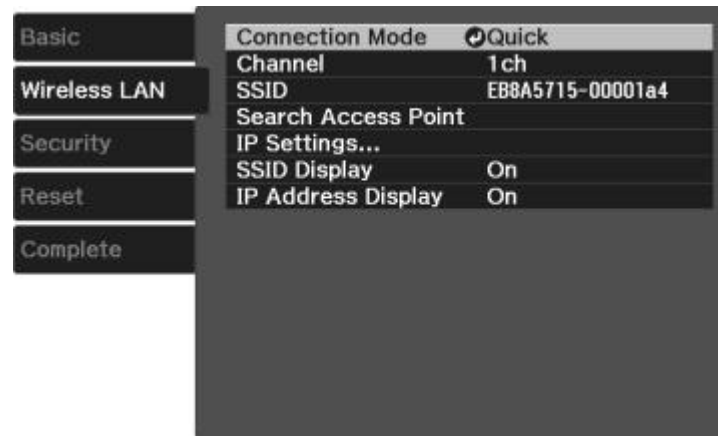 Basic
Wireless LAN
Security
Reset
Complete
Connection Mode Quick
Channel 1ch
SSID EB8A5715-00001a4
Search Access Point
IP Settings...
SSID Display On
IP Address Display On